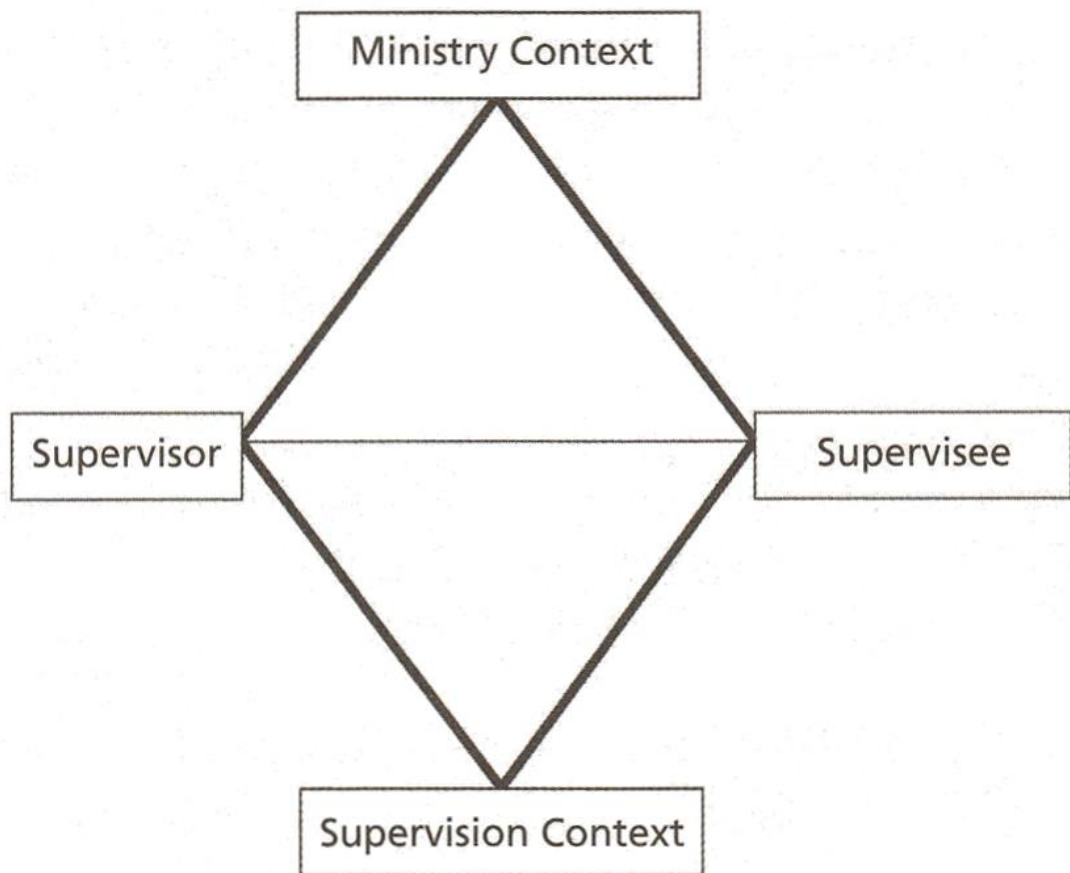 Ministry Context
Supervisor
Supervisee
Supervision Context